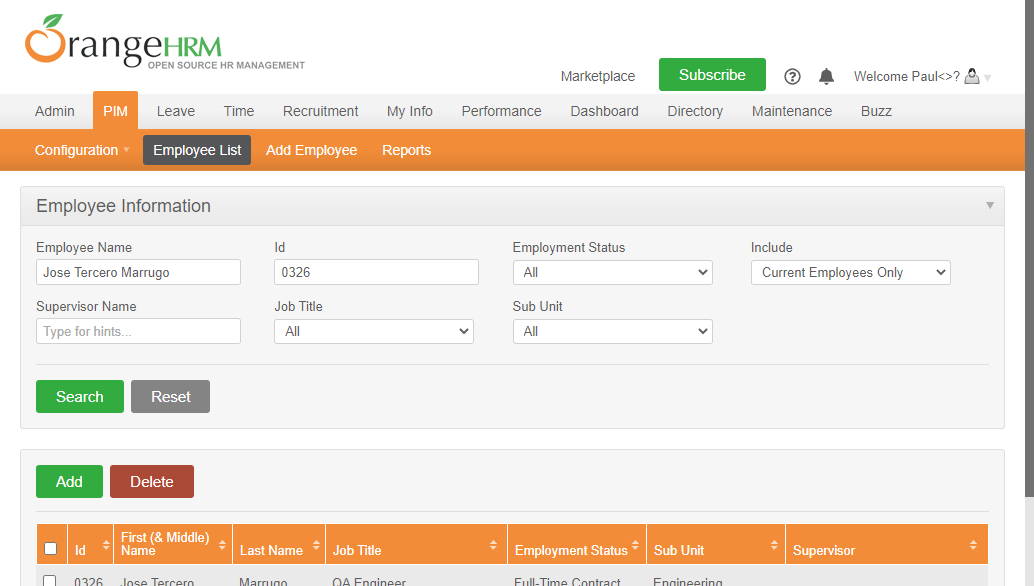 OrangeHRM
OPEN SOURCE HR MANAGEMENT
Marketplace Subscribe ? Welcome Paul<>?
Admin PIM Leave Time Recruitment My Info Performance Dashboard Directory Maintenance Buzz
Configuration Employee List Add Employee Reports
Employee Information
Employee Name Id Employment Status Include
Jose Tercero Marrugo 0326 All Current Employees Only
Supervisor Name Job Title Sub Unit
Type for hints... All All
Search Reset
Add Delete
Id First (& Middle) Name Last Name Job Title Employment Status Sub Unit Supervisor
0326 Jose Tercero Marrugo QA Engineer Full-Time Contract Engineering